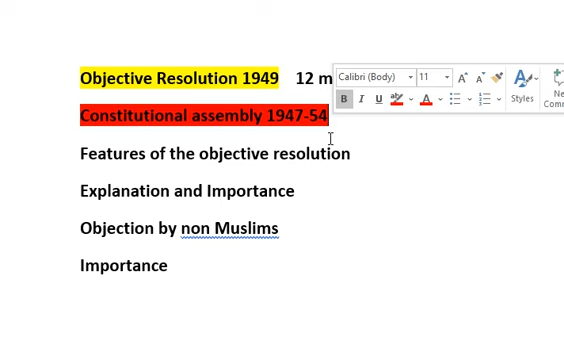 Objective Resolution 1949 12 m
Calibri (Body) 11
Styles
Constitutional assembly 1947-54
Features of the objective resolution
Explanation and Importance
Objection by non Muslims
Importance